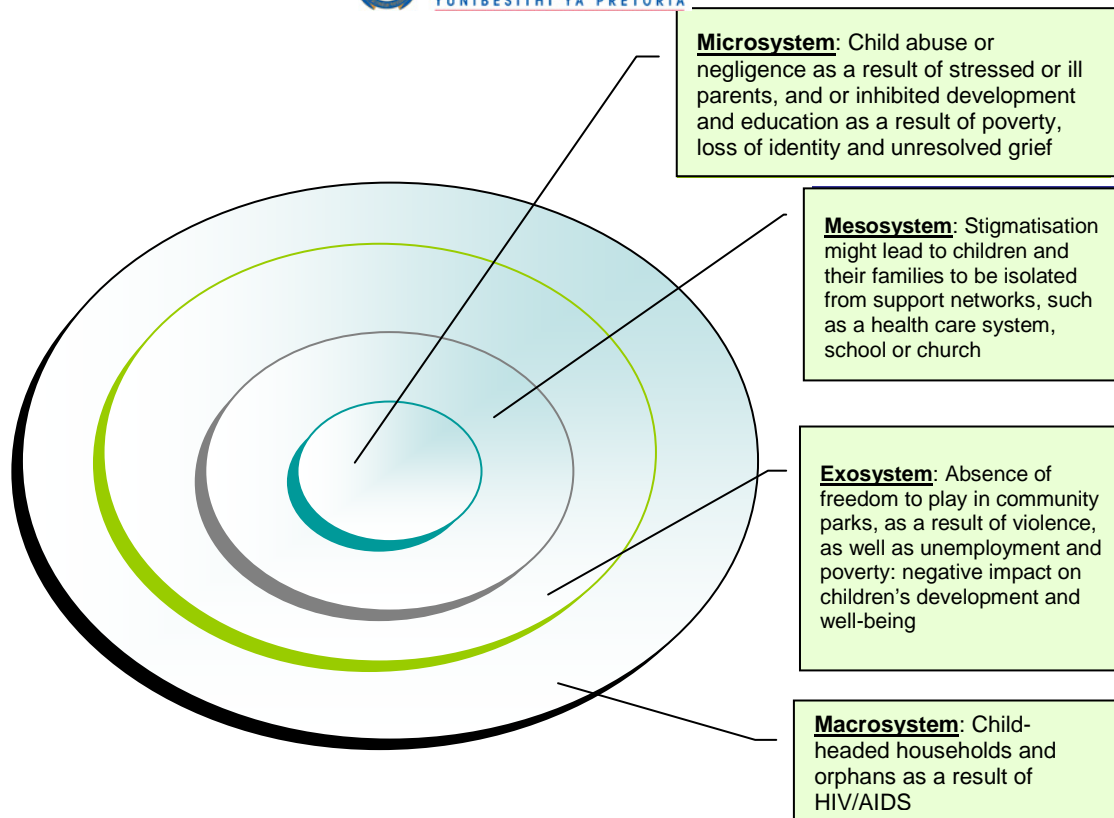 YUNIBESITHI YA PRETORIA
Microsystem: Child abuse or
negligence as a result of stressed or ill
parents, and or inhibited development
and education as a result of poverty,
loss of identity and unresolved grief
Mesosystem: Stigmatisation
might lead to children and
their families to be isolated
from support networks, such
as a health care system,
school or church
Exosystem: Absence of
freedom to play in community
parks, as a result of violence,
as well as unemployment and
poverty: negative impact on
children’s development and
well-being
Macrosystem: Child-
headed households and
orphans as a result of
HIV/AIDS